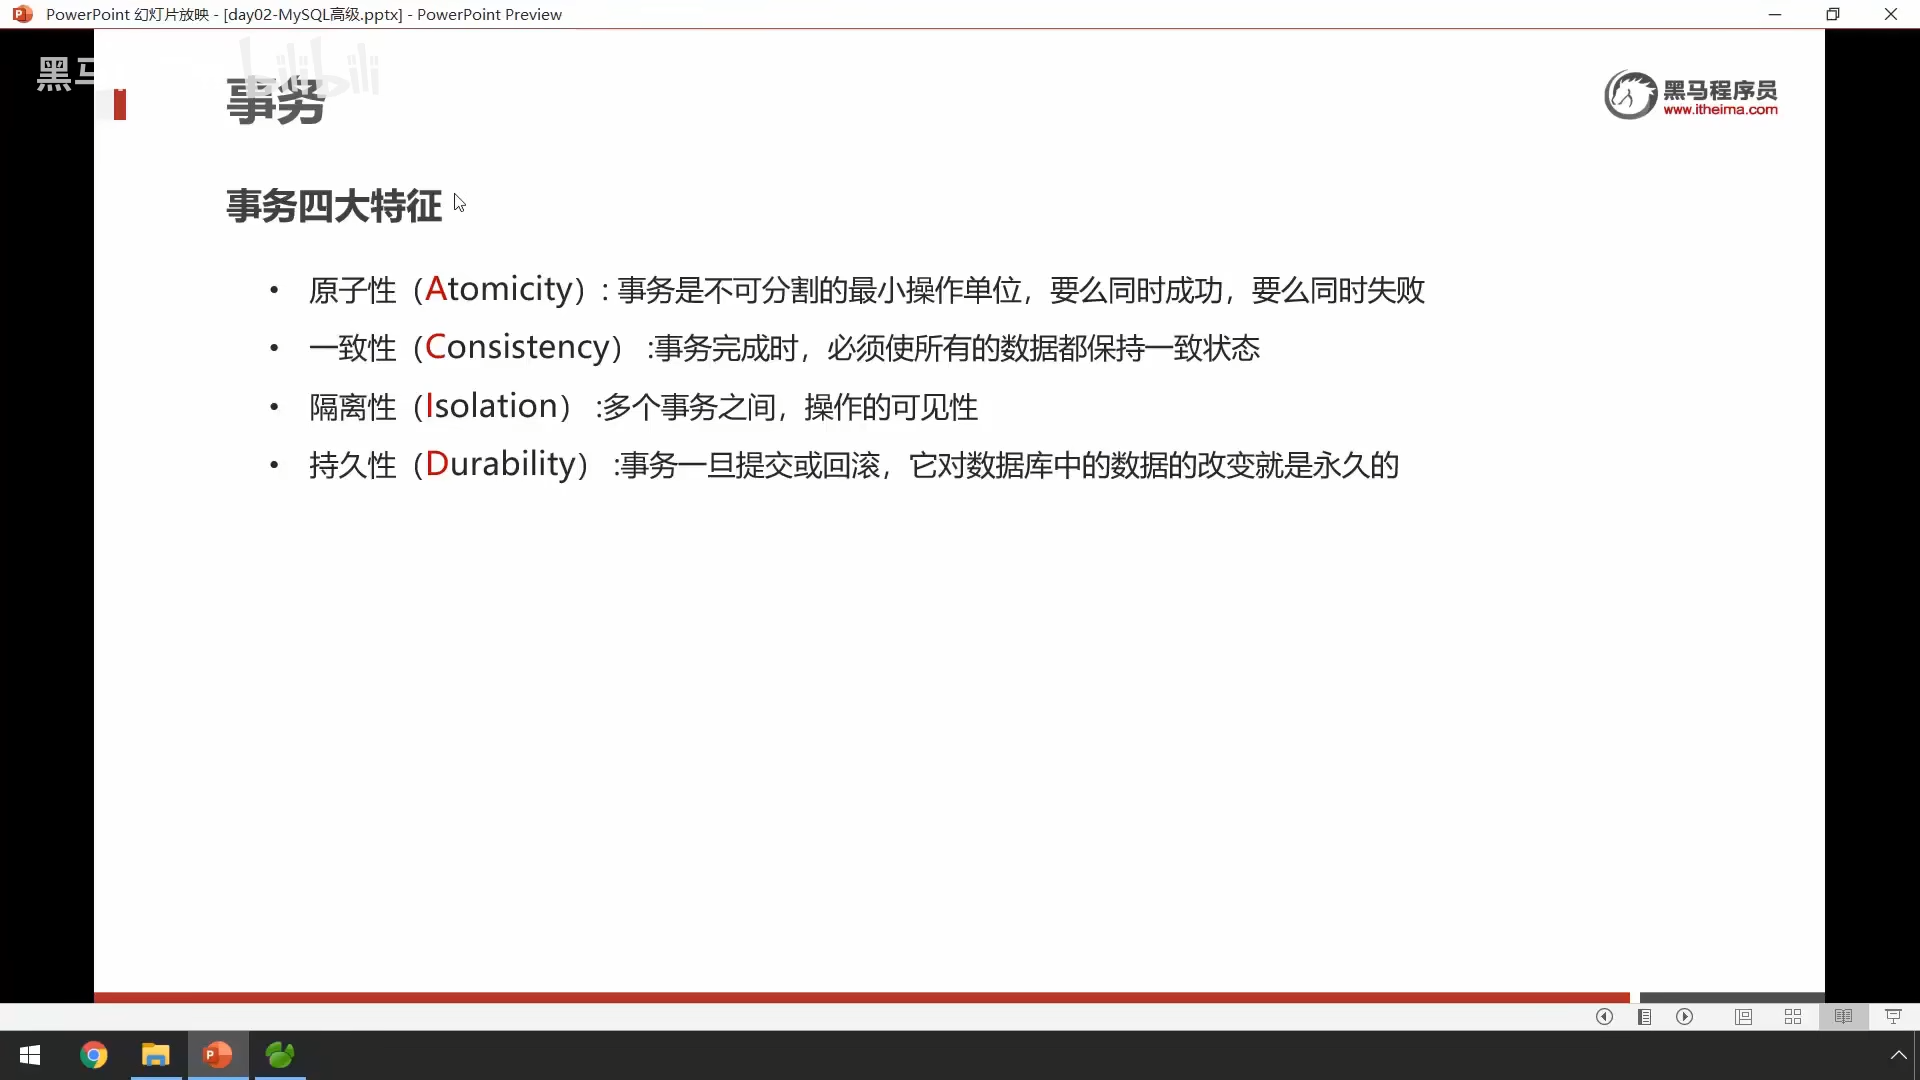 PowerPoint 幻灯片放映 - [day02-MySQL高级.pptx] - PowerPoint Preview
黑马
bilibili
事务
黑马程序员
www.itheima.com
事务四大特征
• 原子性（Atomicity）: 事务是不可分割的最小操作单位，要么同时成功，要么同时失败
• 一致性（Consistency） :事务完成时，必须使所有的数据都保持一致状态
• 隔离性（Isolation） :多个事务之间，操作的可见性
• 持久性（Durability） :事务一旦提交或回滚，它对数据库中的数据的改变就是永久的